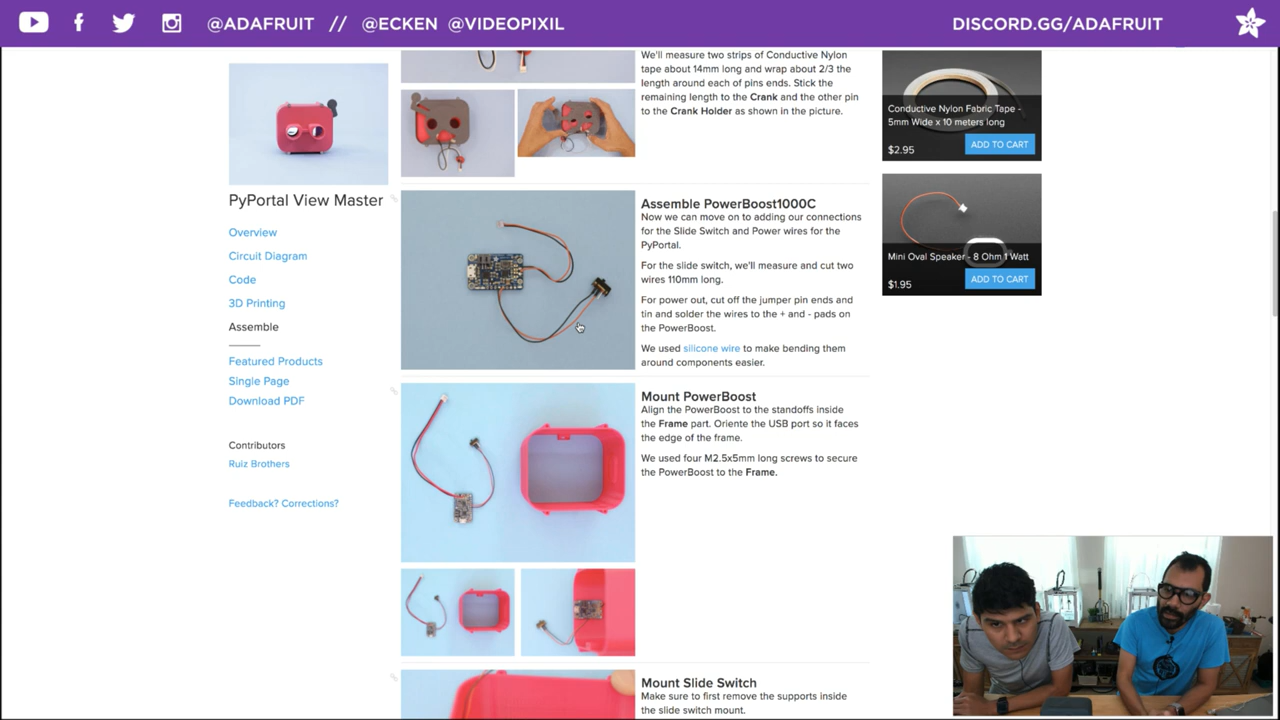 @ADAFRUIT // @ECKEN @VIDEOPIXIL
DISCORD.GG/ADAFRUIT
PyPortal View Master
Overview
Circuit Diagram
Code
3D Printing
Assemble
Featured Products
Single Page
Download PDF
Contributors
Ruiz Brothers
Feedback? Corrections?
We'll measure two strips of Conductive Nylon
tape about 14mm long and wrap about 2/3 the
length around each of pins ends. Stick the
remaining length to the Crank and the other pin
to the Crank Holder as shown in the picture.
Assemble PowerBoost1000C
Now we can move on to adding our connections
for the Slide Switch and Power wires for the
PyPortal.
For the slide switch, we'll measure and cut two
wires 110mm long.
For power out, cut off the jumper pin ends and
tin and solder the wires to the + and - pads on
the PowerBoost.
We used silicone wire to make bending them
around components easier.
Mount PowerBoost
Align the PowerBoost to the standoffs inside
the Frame part. Oriente the USB port so it faces
the edge of the frame.
We used four M2.5x5mm long screws to secure
the PowerBoost to the Frame.
Mount Slide Switch
Make sure to first remove the supports inside
the slide switch mount.
Conductive Nylon Fabric Tape -
5mm Wide x 10 meters long
$2.95
ADD TO CART
Mini Oval Speaker - 8 Ohm 1 Watt
$1.95
ADD TO CART